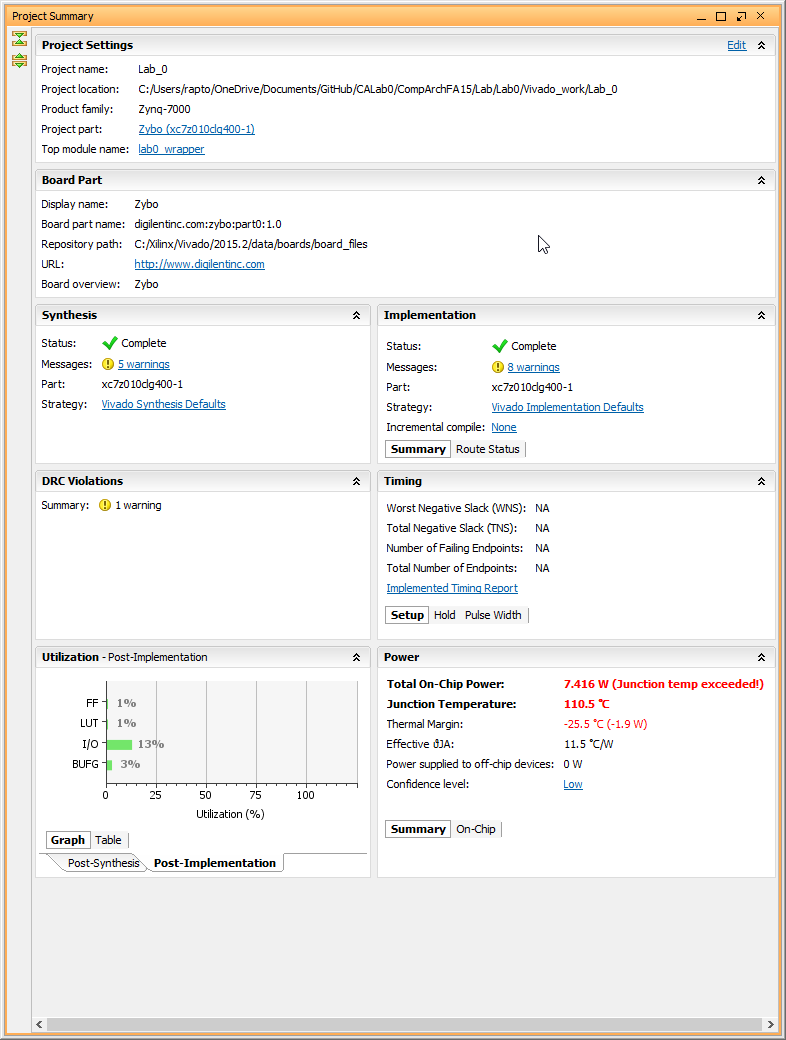 Project Summary
Project Settings
Edit
Project name: Lab_0
Project location: C:/Users/rapto/OneDrive/Documents/GitHub/CALab0/CompArchFA15/Lab/Lab0/Vivado_work/Lab_0
Product family: Zynq-7000
Project part: Zybo (xc7z010clg400-1)
Top module name: lab0_wrapper
Board Part
Display name: Zybo
Board part name: digilentinc.com:zybo:part0:1.0
Repository path: C:/Xilinx/Vivado/2015.2/data/boards/board_files
URL: http://www.digilentinc.com
Board overview: Zybo
Synthesis
Status: Complete
Messages: 5 warnings
Part: xc7z010clg400-1
Strategy: Vivado Synthesis Defaults
Implementation
Status: Complete
Messages: 8 warnings
Part: xc7z010clg400-1
Strategy: Vivado Implementation Defaults
Incremental compile: None
Summary Route Status
DRC Violations
Summary: 1 warning
Timing
Worst Negative Slack (WNS): NA
Total Negative Slack (TNS): NA
Number of Failing Endpoints: NA
Total Number of Endpoints: NA
Implemented Timing Report
Setup Hold Pulse Width
Utilization - Post-Implementation
FF 1%
LUT 1%
I/O 13%
BUFG 3%
0 25 50 75 100
Utilization (%)
Graph Table
Post-Synthesis Post-Implementation
Power
Total On-Chip Power: 7.416 W (Junction temp exceeded!)
Junction Temperature: 110.5 °C
Thermal Margin: -25.5 °C (-1.9 W)
Effective ϑJA: 11.5 °C/W
Power supplied to off-chip devices: 0 W
Confidence level: Low
Summary On-Chip